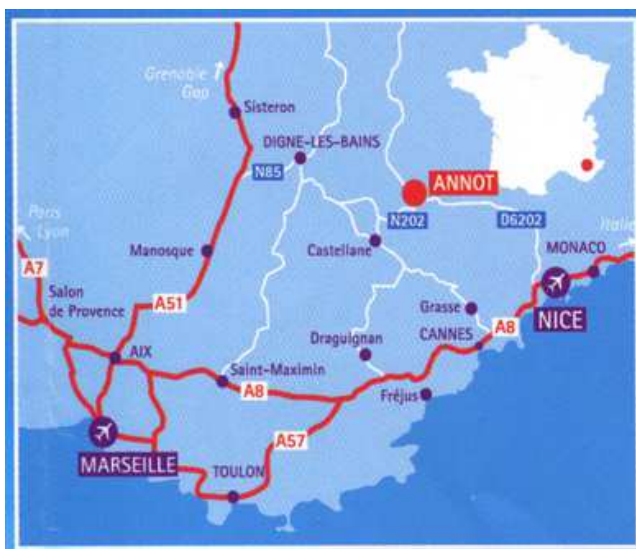 Grenoble
Gap
Sisteron
DIGNE-LES-BAINS
N85
ANNOT
N202
D6202
Paris
Lyon
Italie
A7
Manosque
Castellane
MONACO
Salon
de Provence
A51
Grasse
NICE
A8
Draguignan
CANNES
AIX
Saint-Maximin
A8
Fréjus
A57
MARSEILLE
TOULON